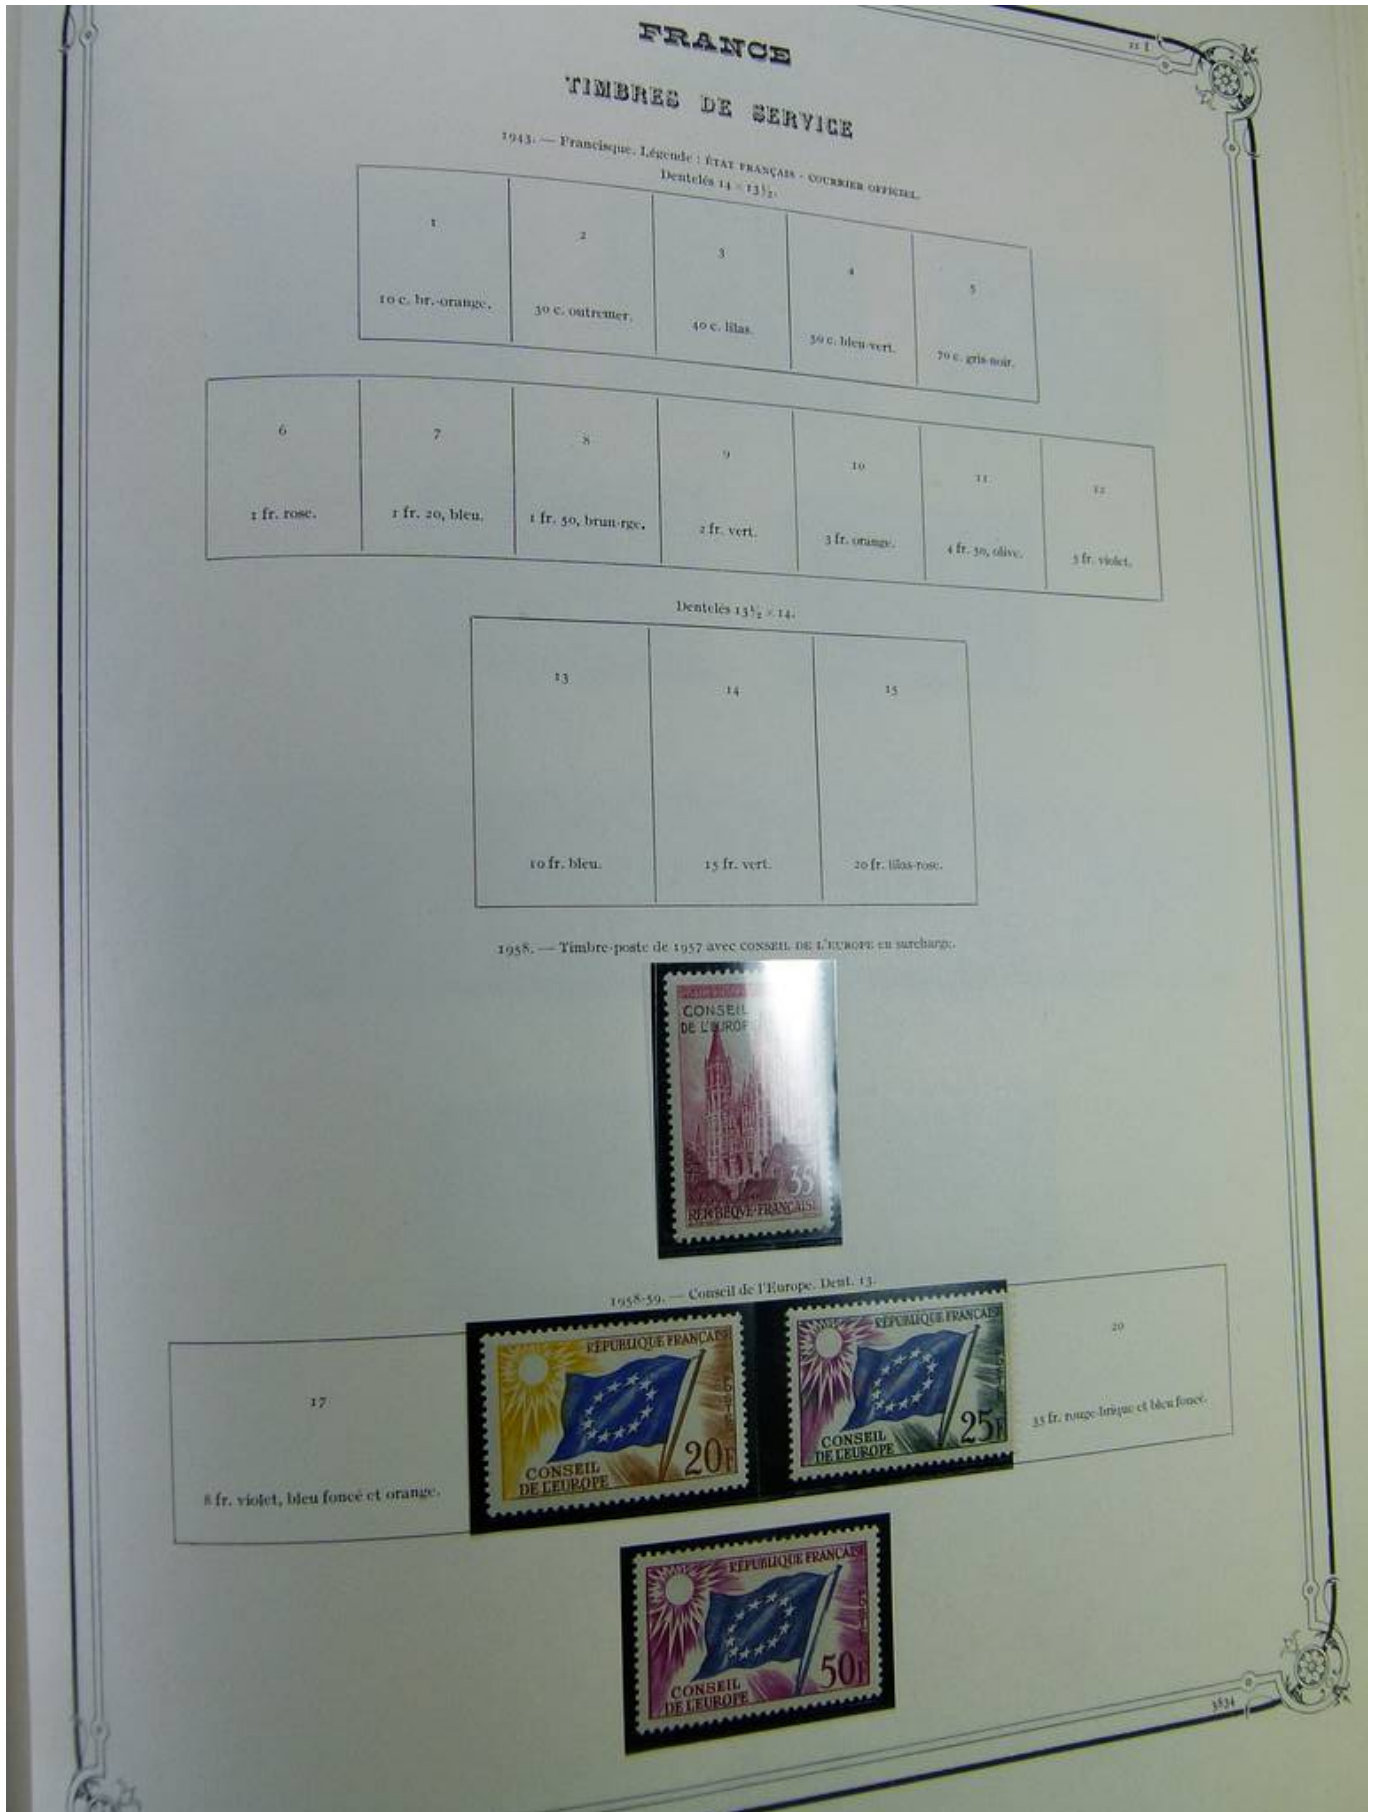 FRANCE
TIMBRES DE SERVICE
1943. — Francisque. Légende : ÉTAT FRANÇAIS - COURRIER OFFICIEL.
Dentelés 14 × 13½.
1
2
3
4
5
10 c. br.-orange.
30 c. outremer.
40 c. lilas.
50 c. bleu-vert.
70 c. gris-noir.
6
7
8
9
10
11
12
1 fr. rose.
1 fr. 20, bleu.
1 fr. 50, brun-rge.
2 fr. vert.
3 fr. orange.
4 fr. 50, olive.
5 fr. violet.
Dentelés 13½ × 14.
13
14
15
10 fr. bleu.
15 fr. vert.
20 fr. lilas-rose.
1958. — Timbre-poste de 1957 avec CONSEIL DE L'EUROPE en surcharge.
CONSEIL
DE L'EUROPE
35
FRANÇAISE
1958-59. — Conseil de l'Europe. Dent. 13.
17
8 fr. violet, bleu foncé et orange.
RÉPUBLIQUE FRANÇAISE
POSTES
20F
CONSEIL
DE L'EUROPE
RÉPUBLIQUE FRANÇAISE
25F
CONSEIL
DE L'EUROPE
20
35 fr. rouge-brique et bleu foncé.
RÉPUBLIQUE FRANÇAISE
50F
CONSEIL
DE L'EUROPE
3834